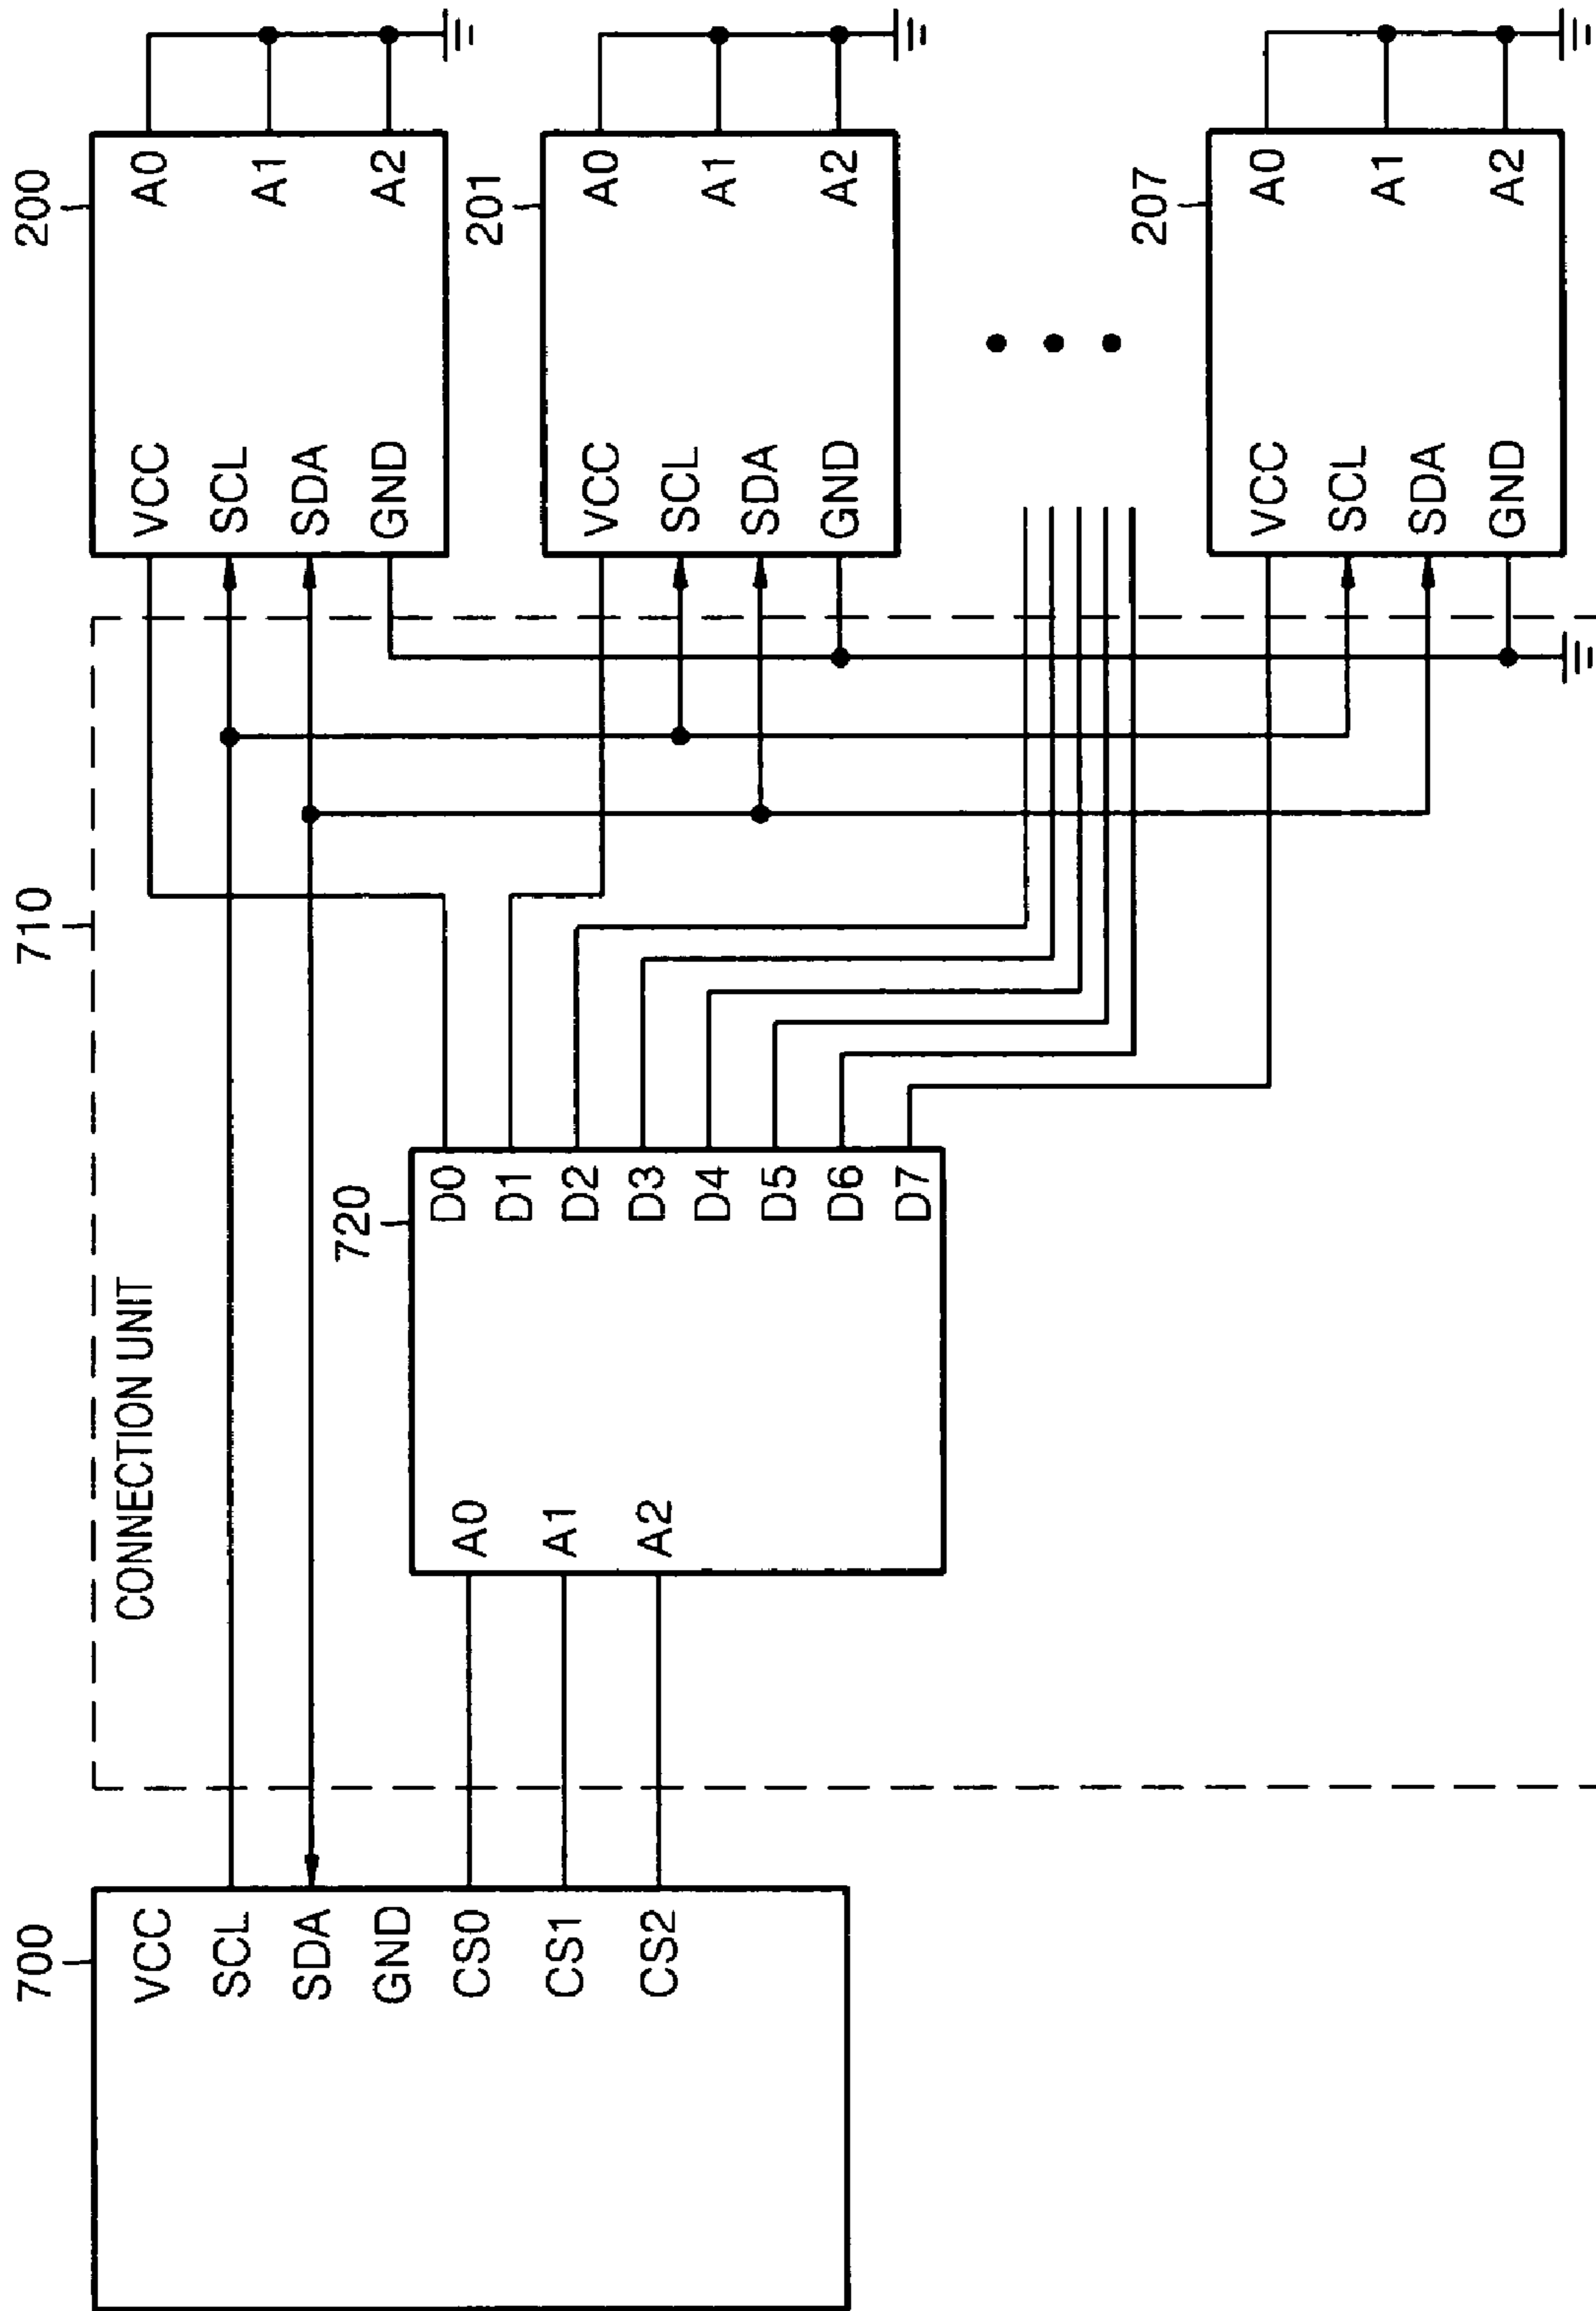 700
VCC
SCL
SDA
GND
CS0
CS1
CS2
710
CONNECTION UNIT
720
A0
A1
A2
D0
D1
D2
D3
D4
D5
D6
D7
200
VCC
SCL
SDA
GND
A0
A1
A2
201
VCC
SCL
SDA
GND
A0
A1
A2
207
VCC
SCL
SDA
GND
A0
A1
A2